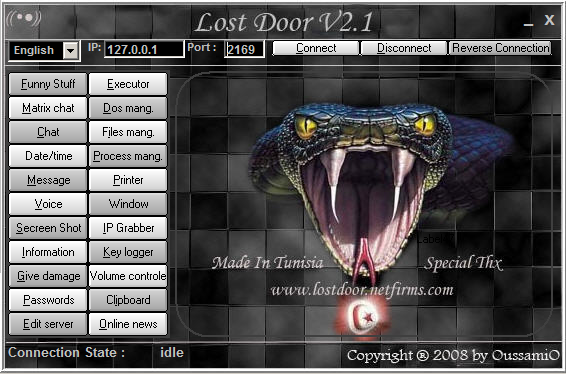 ((●))
Lost Door V2.1
_ X
English IP: 127.0.0.1 Port : 2169 Connect Disconnect Reverse Connection
Funny Stuff Executor
Matrix chat Dos mang.
Chat Files mang.
Date/time Process mang.
Message Printer
Voice Window
Secreen Shot IP Grabber
Information Key logger
Give damage Volume controle
Passwords Clipboard
Edit server Online news
Label
Made In Tunisia Special Thx
www.lostdoor.netfirms.com
Connection State : idle
Copyright ® 2008 by OussamiO